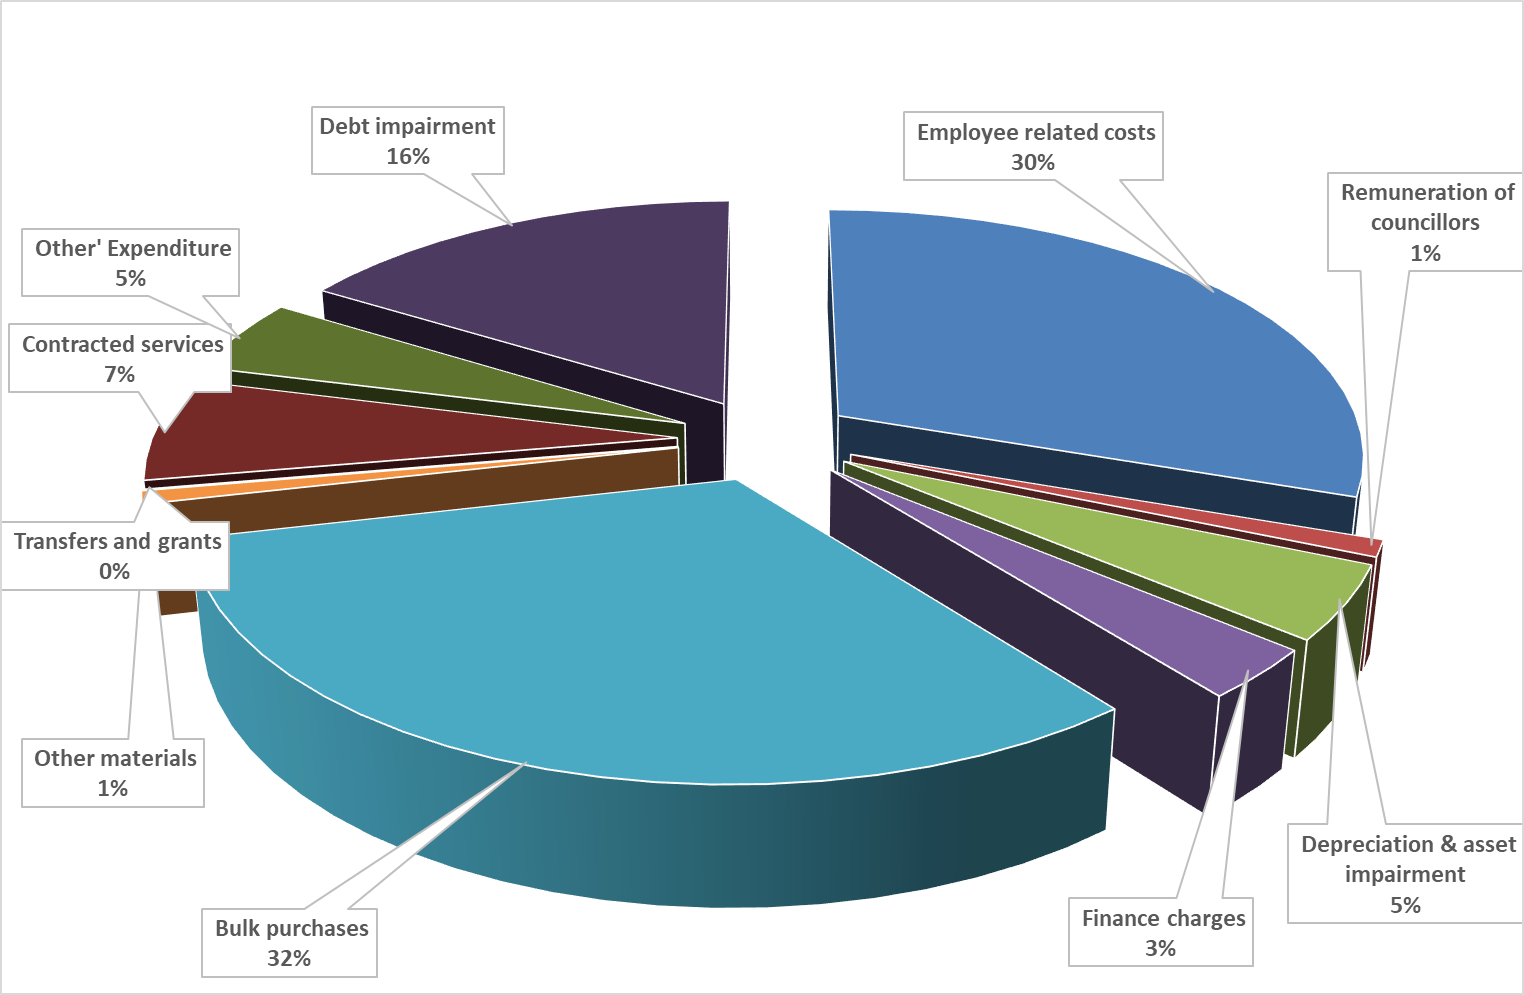 Debt impairment
16%
Employee related costs
30%
Remuneration of
councillors
1%
Other' Expenditure
5%
Contracted services
7%
Transfers and grants
0%
Other materials
1%
Bulk purchases
32%
Finance charges
3%
Depreciation & asset
impairment
5%